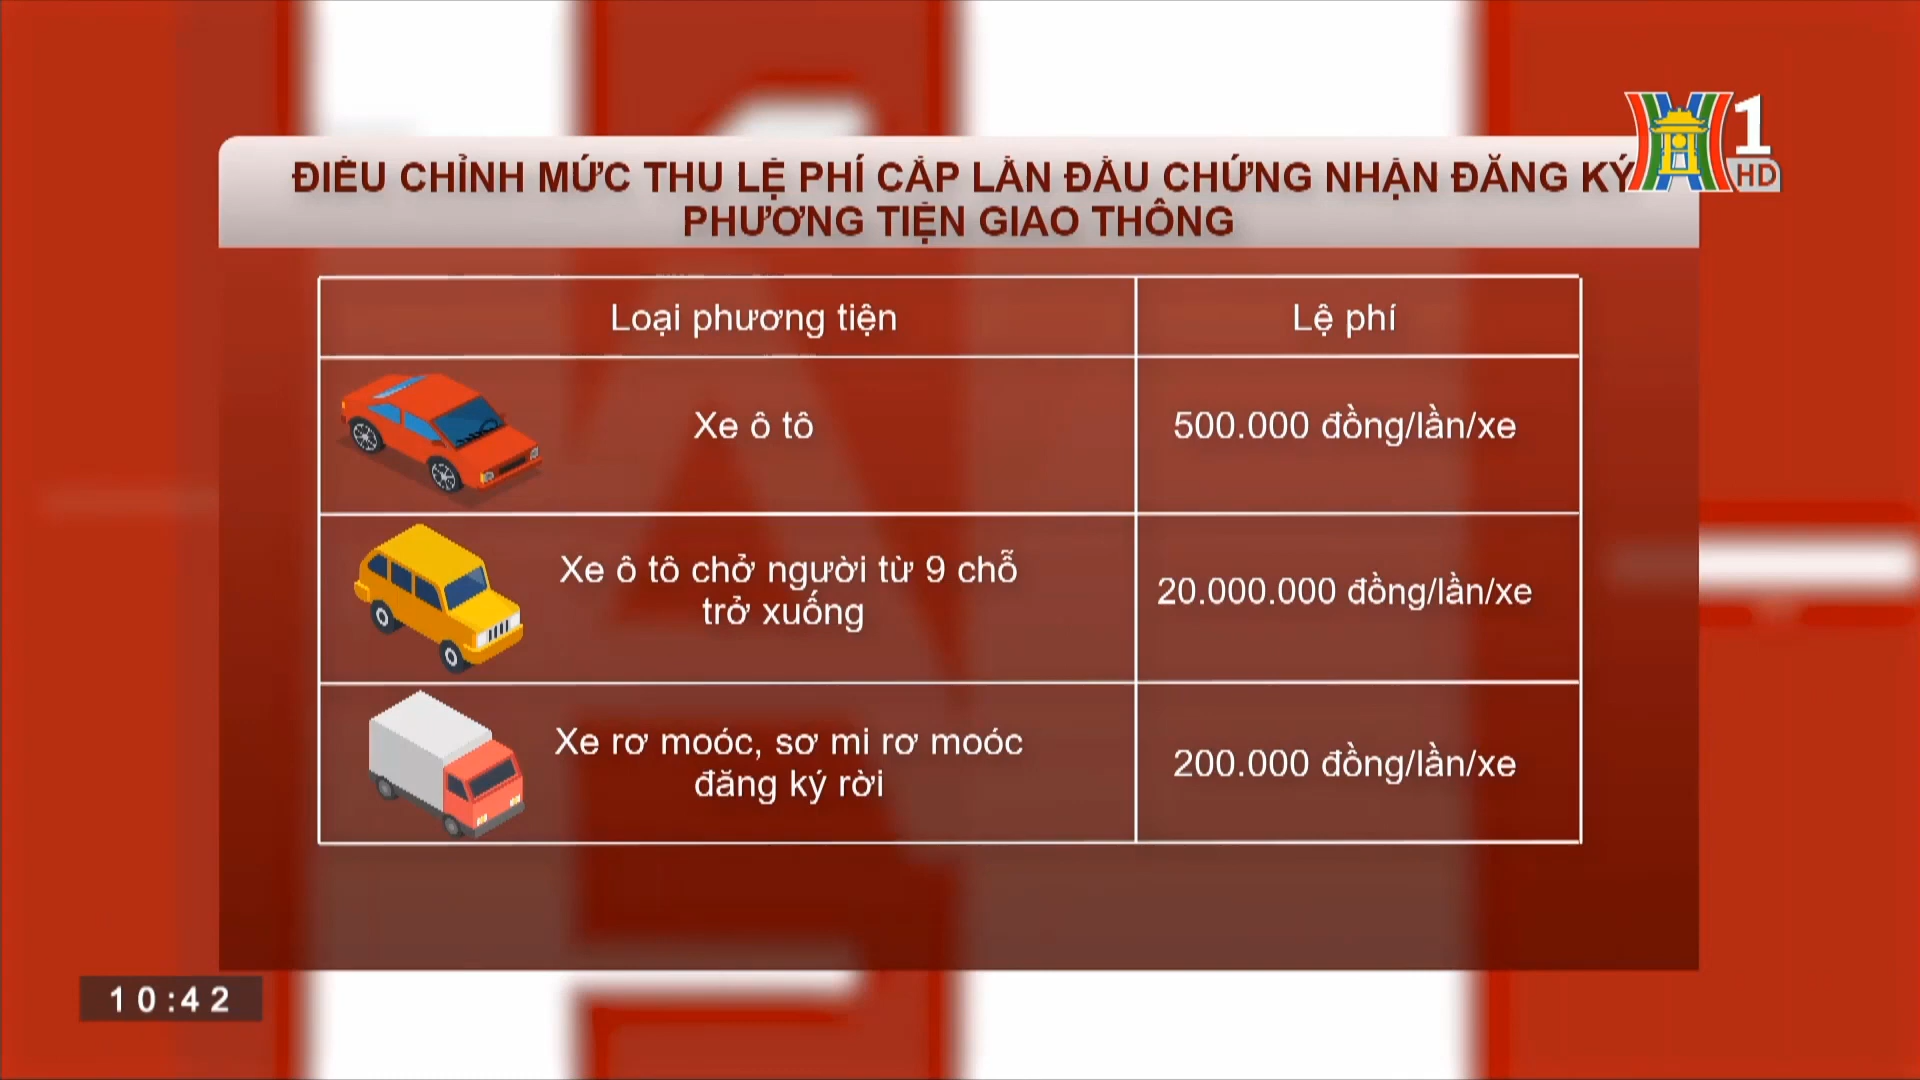 1
HD
ĐIỀU CHỈNH MỨC THU LỆ PHÍ CẤP LẦN ĐẦU CHỨNG NHẬN ĐĂNG KÝ
PHƯƠNG TIỆN GIAO THÔNG
Loại phương tiện
Lệ phí
Xe ô tô
500.000 đồng/lần/xe
Xe ô tô chở người từ 9 chỗ
trở xuống
20.000.000 đồng/lần/xe
Xe rơ moóc, sơ mi rơ moóc
đăng ký rời
200.000 đồng/lần/xe
10:42